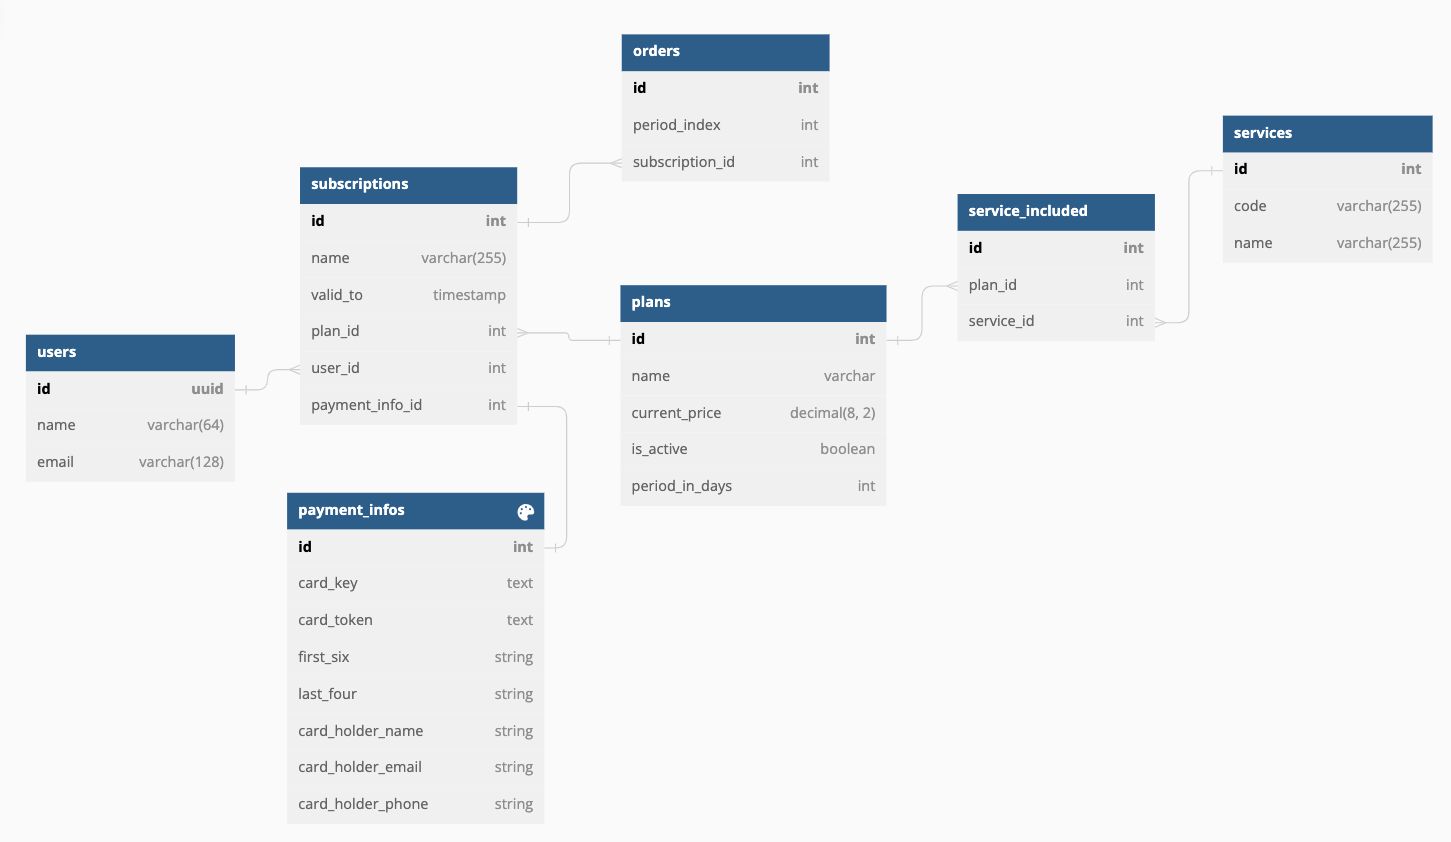 orders
id int
period_index int
subscription_id int
services
id int
code varchar(255)
name varchar(255)
subscriptions
id int
name varchar(255)
valid_to timestamp
plan_id int
user_id int
payment_info_id int
service_included
id int
plan_id int
service_id int
plans
id int
name varchar
current_price decimal(8, 2)
is_active boolean
period_in_days int
users
id uuid
name varchar(64)
email varchar(128)
payment_infos
id int
card_key text
card_token text
first_six string
last_four string
card_holder_name string
card_holder_email string
card_holder_phone string